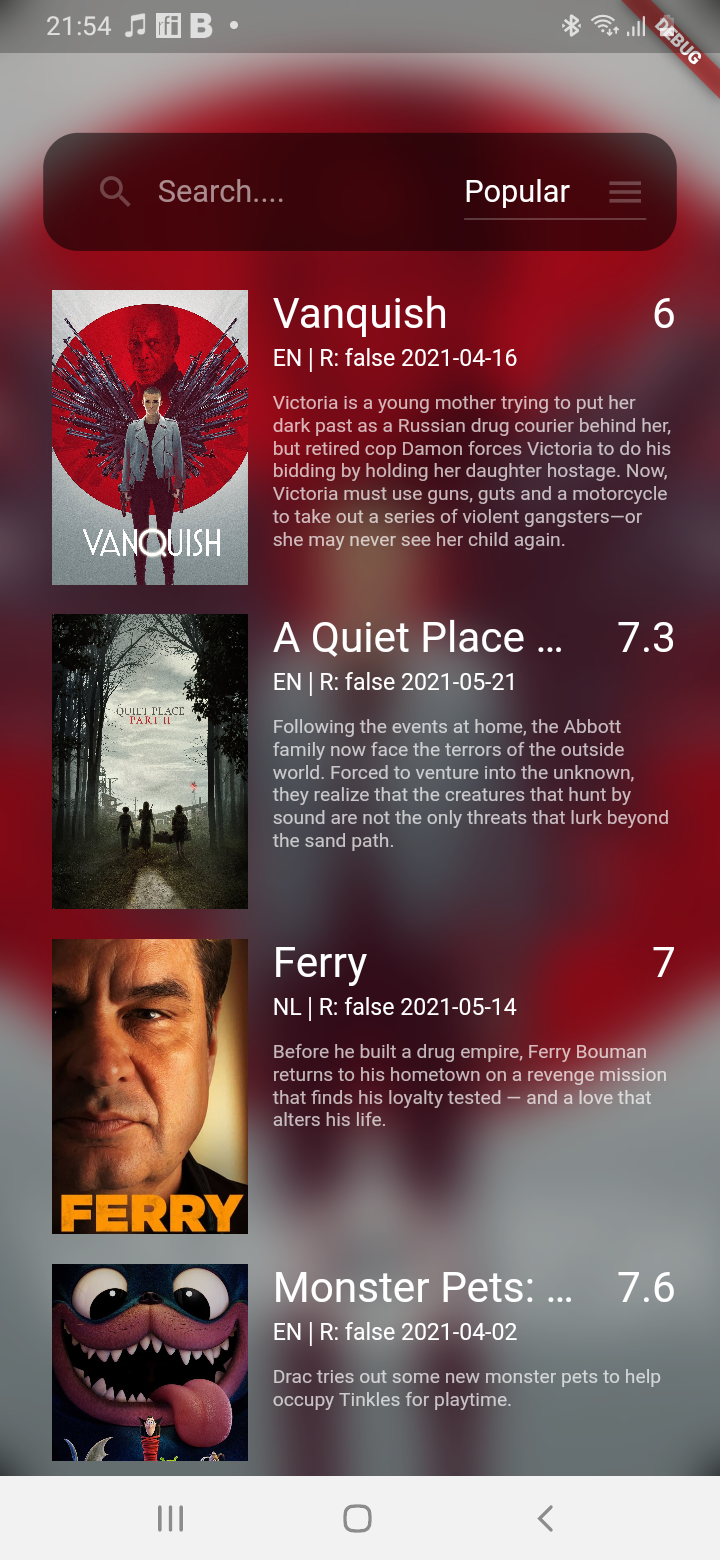 21:54 rfi B
DEBUG
Search....
Popular
VANQUISH
Vanquish 6
EN | R: false 2021-04-16
Victoria is a young mother trying to put her
dark past as a Russian drug courier behind her,
but retired cop Damon forces Victoria to do his
bidding by holding her daughter hostage. Now,
Victoria must use guns, guts and a motorcycle
to take out a series of violent gangsters—or
she may never see her child again.
QUIET PLACE
PART II
A Quiet Place ... 7.3
EN | R: false 2021-05-21
Following the events at home, the Abbott
family now face the terrors of the outside
world. Forced to venture into the unknown,
they realize that the creatures that hunt by
sound are not the only threats that lurk beyond
the sand path.
FERRY
Ferry 7
NL | R: false 2021-05-14
Before he built a drug empire, Ferry Bouman
returns to his hometown on a revenge mission
that finds his loyalty tested — and a love that
alters his life.
Monster Pets: ... 7.6
EN | R: false 2021-04-02
Drac tries out some new monster pets to help
occupy Tinkles for playtime.